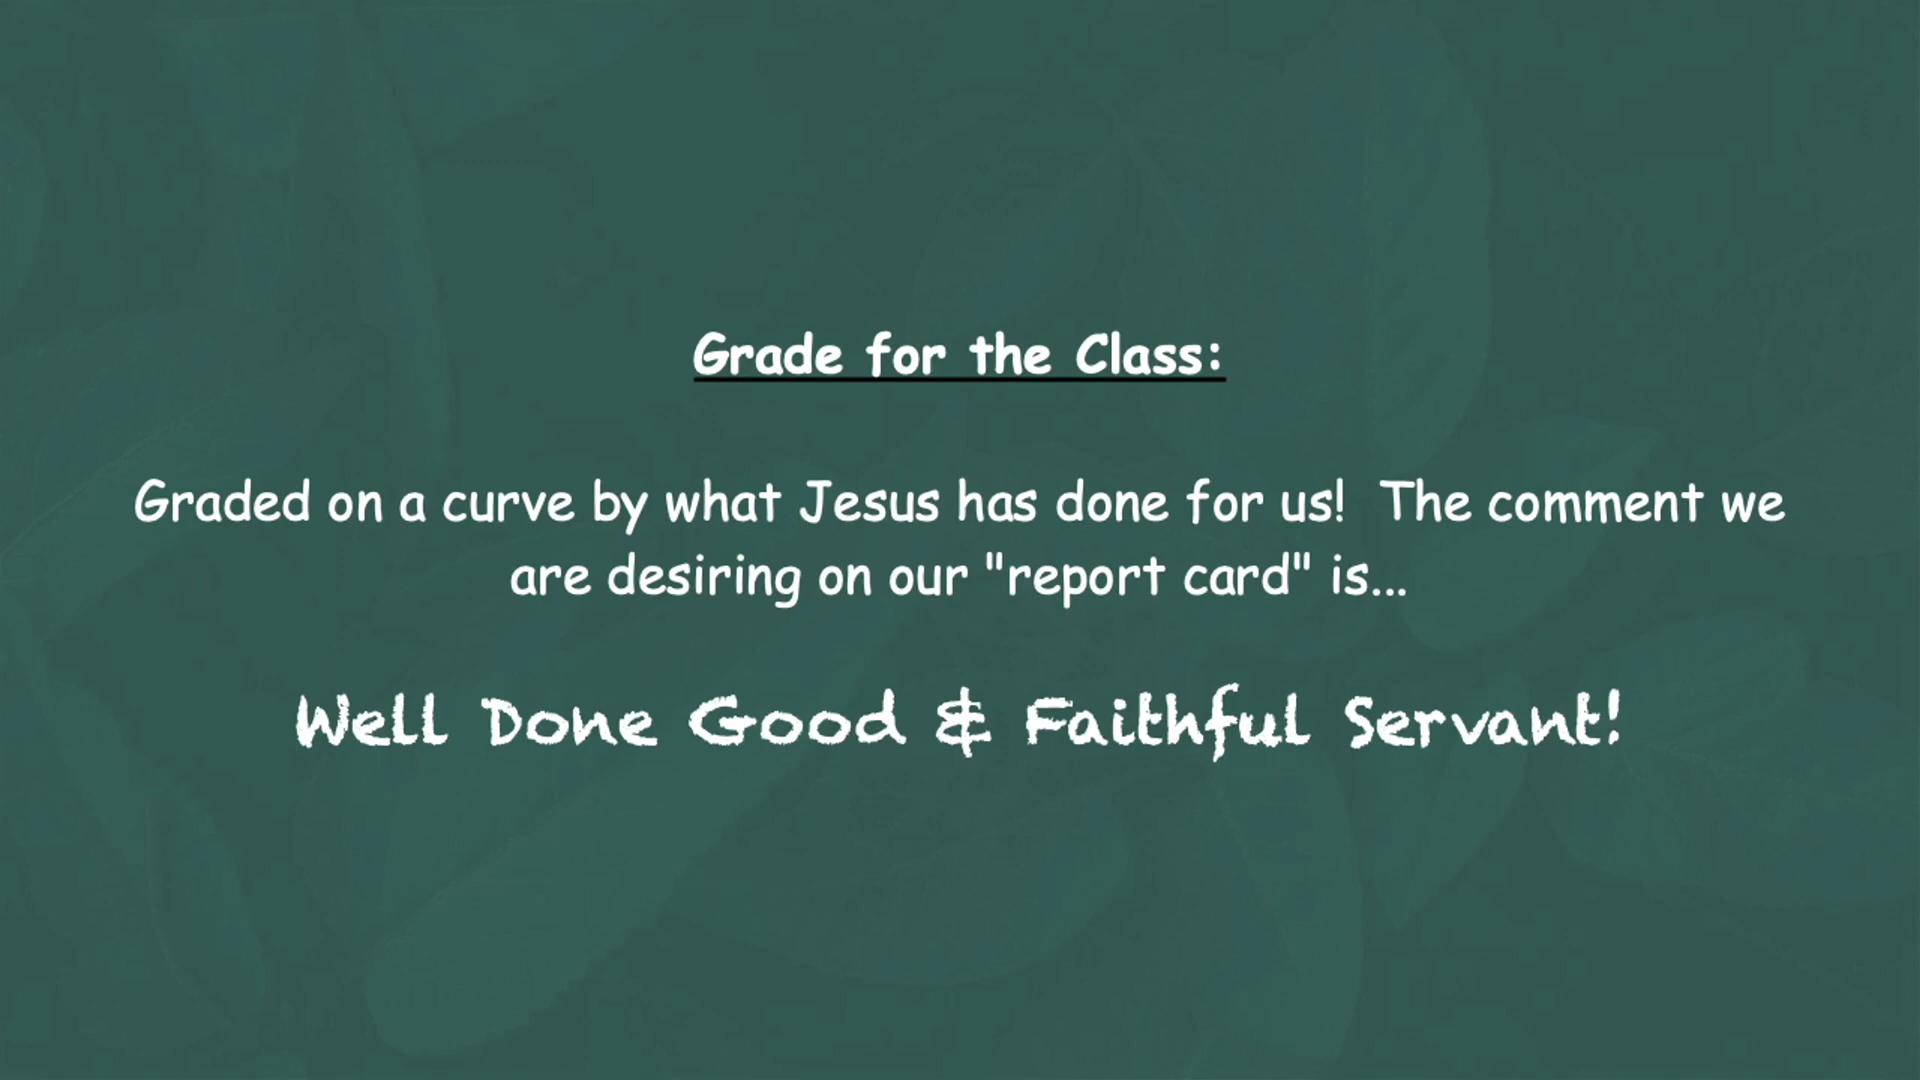 Grade for the Class:
Graded on a curve by what Jesus has done for us!  The comment we
are desiring on our "report card" is...
Well Done Good & Faithful Servant!